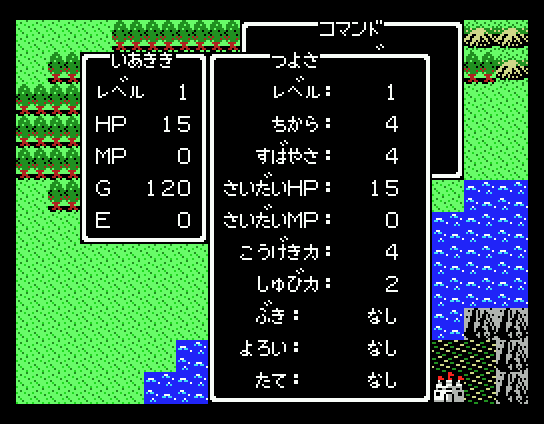 コマンド
いあきき
レベル 1
HP 15
MP 0
G 120
E 0
つよさ
レベル: 1
ちから: 4
すばやさ: 4
さいだいHP: 15
さいだいMP: 0
こうげき力: 4
しゅび力: 2
ぶき: なし
よろい: なし
たて: なし